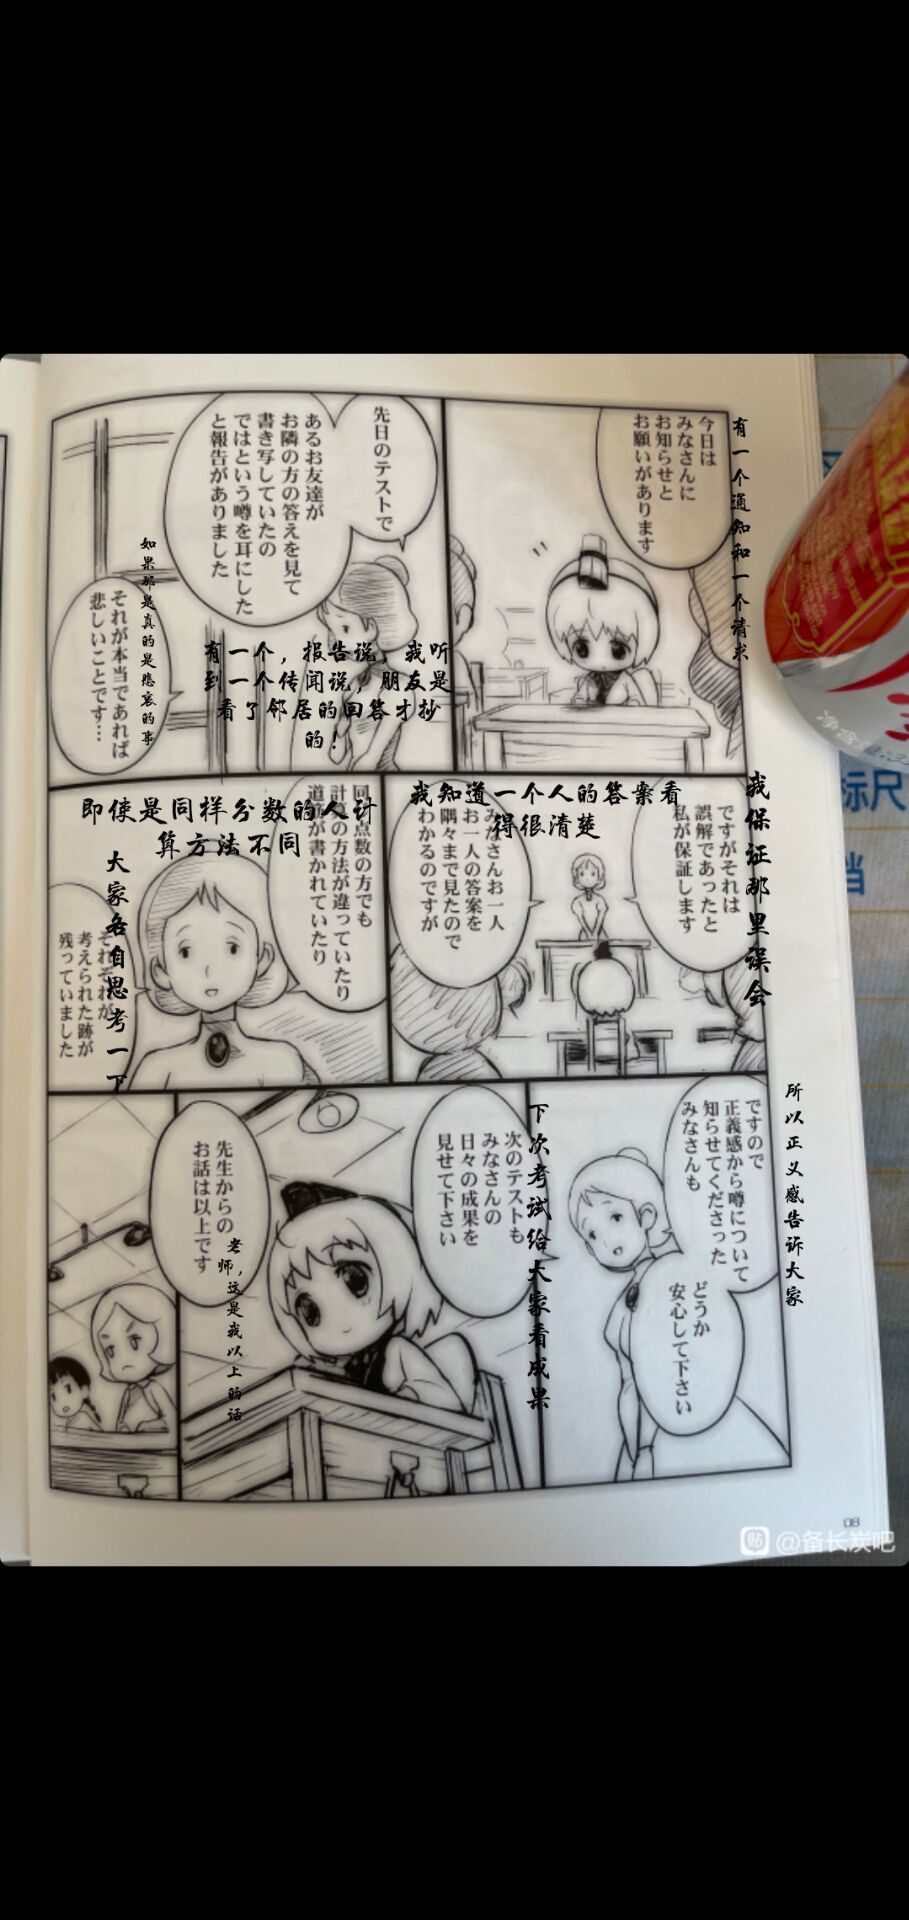 今日は
みなさんに
お知らせと
お願いがあります
有一个通知和一个请求
先日のテストで
あるお友達が
お隣の方の答えを見て
書き写していたの
ではという噂を耳にした
と報告がありました
有一个，报告说 我听
到一个传闻说，朋友是
看了邻居的回答才抄
的！
それが本当であれば
悲しいことです…
如果那是真的是悲哀的事
ですがそれは
誤解であったと
私が保証します
我保证那里误会
みなさんお一人
お一人の答案を
隅々まで見たので
わかるのですが
我知道一个人的答案看
得很清楚
同じ点数の方でも
計算の方法が違っていたり
道筋が書かれていたり
即使是同样分数的人计
算方法不同
それぞれが
考えられた跡が
残っていました
大家各自思考一下
ですので
正義感から噂について
知らせてくださった
みなさんも
どうか
安心して下さい
所以正义感告诉大家
次のテストも
みなさんの
日々の成果を
見せて下さい
下次考试给大家看成果
先生からの
お話は以上です
老师，这是我以上的话
08
净含量:3
标尺
当
贴 @备长炭吧